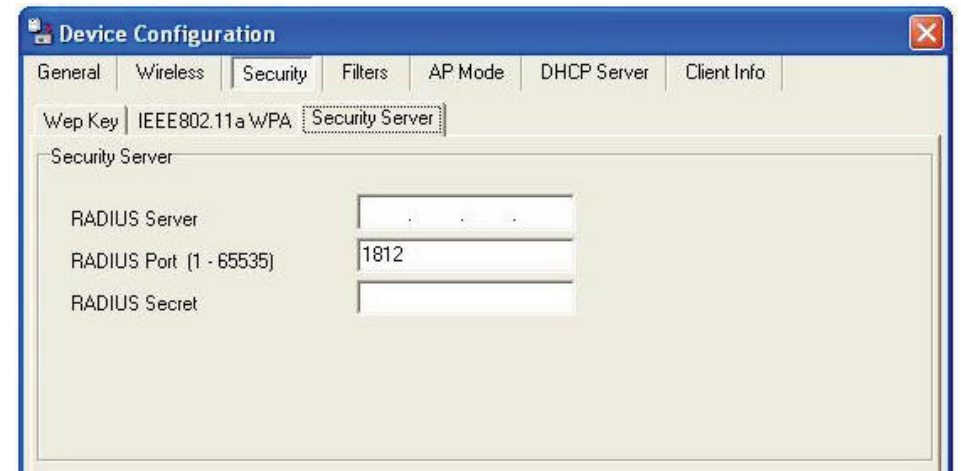 Device Configuration
General Wireless Security Filters AP Mode DHCP Server Client Info
Wep Key IEEE802.11a WPA Security Server
Security Server
RADIUS Server . . .
RADIUS Port (1 - 65535) 1812
RADIUS Secret